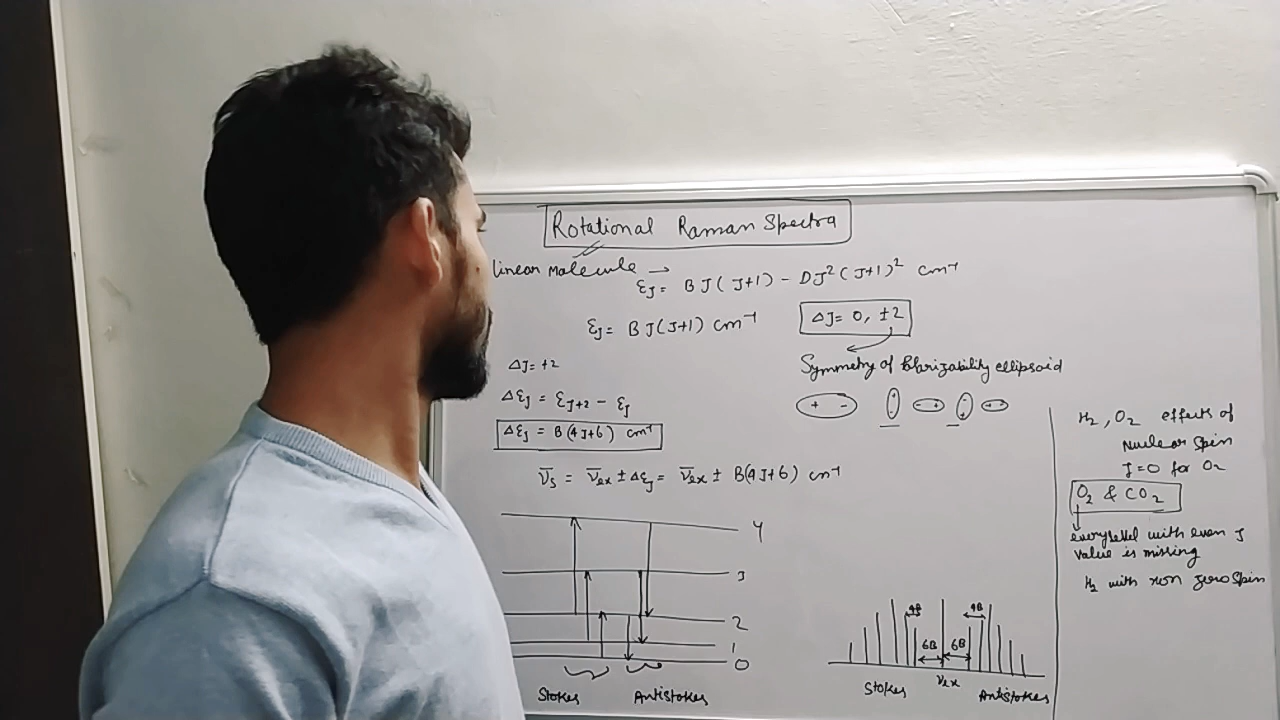 Rotational Raman Spectra
linear molecule →
εJ = BJ(J+1) - DJ²(J+1)² cm⁻¹
εJ = BJ(J+1) cm⁻¹
ΔJ = 0, ±2
ΔJ = +2
Symmetry of Polarizability ellipsoid
ΔεJ = εJ+2 - εJ
+ -
ΔεJ = B(4J+6) cm⁻¹
ν̄s = ν̄ex ± ΔεJ = ν̄ex ± B(4J+6) cm⁻¹
4
3
2
1
0
Stokes
Antistokes
4B
4B
6B
6B
Stokes
νex
Antistokes
H₂, O₂ effects of
Nuclear Spin
J=0 for O₂
O₂ & CO₂
every level with even J
value is missing
H₂ with non zero spin